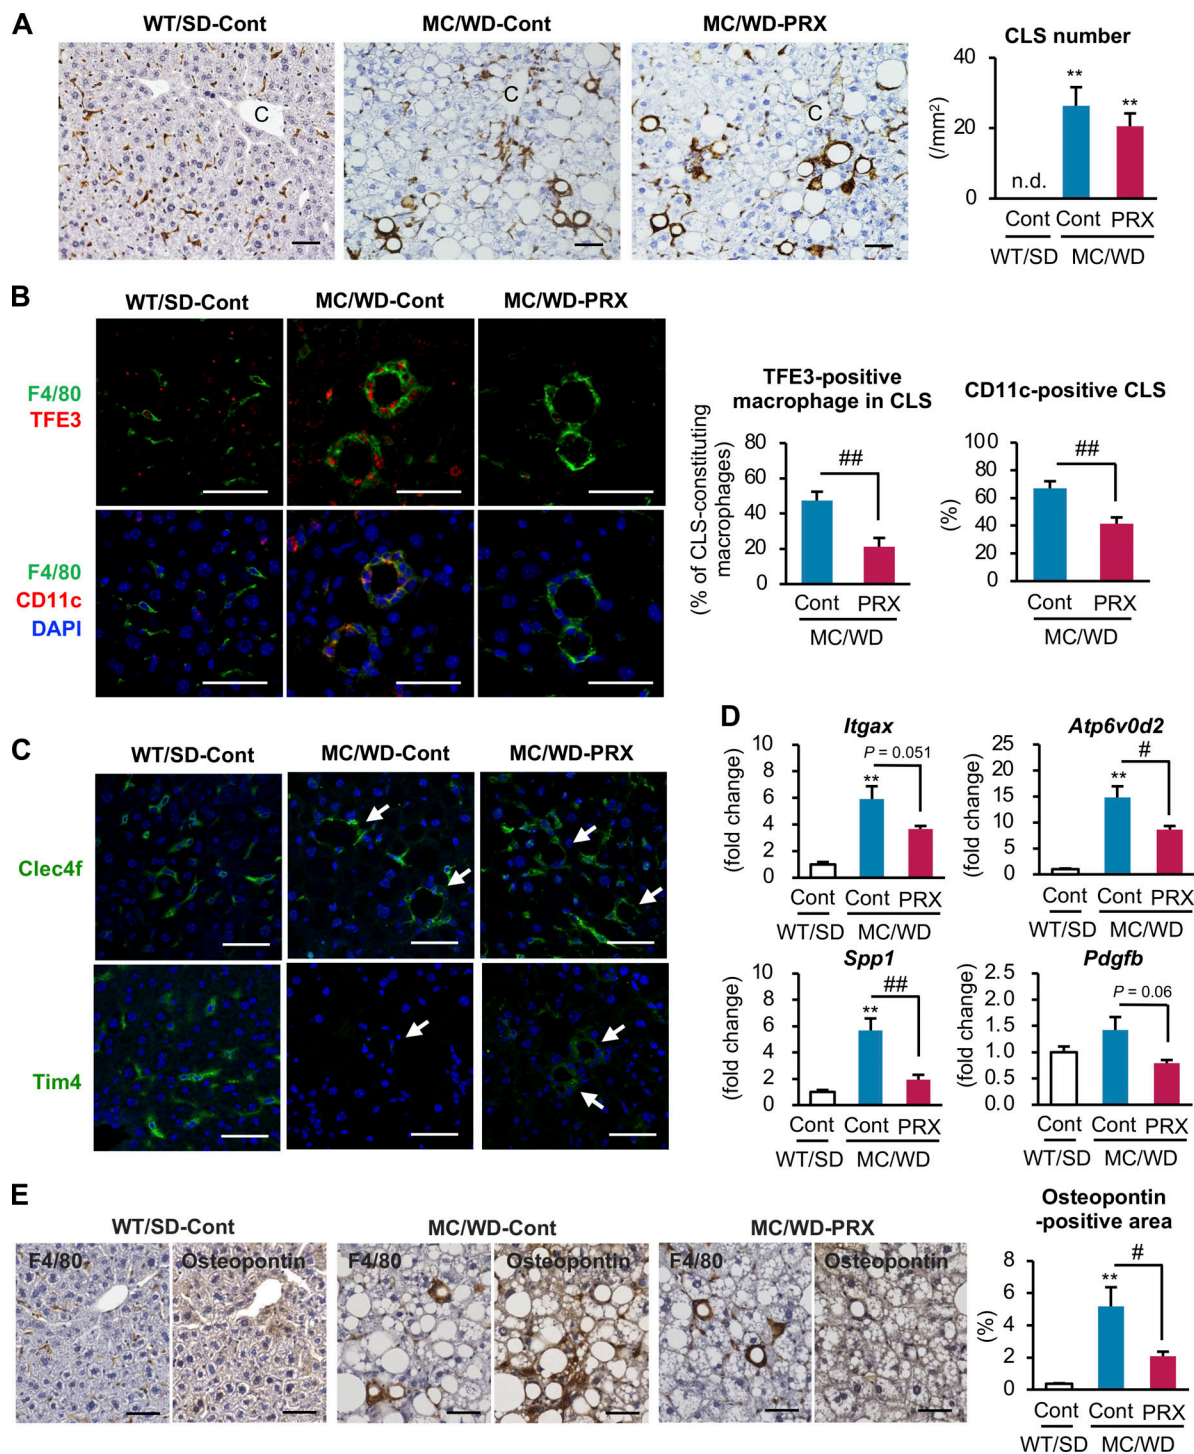 A
WT/SD-Cont
MC/WD-Cont
MC/WD-PRX
C
C
C
CLS number
(/mm²)
40
20
0
n.d.
**
**
Cont Cont PRX
WT/SD MC/WD
B
WT/SD-Cont
MC/WD-Cont
MC/WD-PRX
F4/80
TFE3
F4/80
CD11c
DAPI
TFE3-positive
macrophage in CLS
(% of CLS-constituting
macrophages)
80
60
40
20
0
##
Cont PRX
MC/WD
CD11c-positive CLS
(%)
100
80
60
40
20
0
##
Cont PRX
MC/WD
C
WT/SD-Cont
MC/WD-Cont
MC/WD-PRX
Clec4f
Tim4
D
Itgax
(fold change)
10
8
6
4
2
0
**
P = 0.051
Cont Cont PRX
WT/SD MC/WD
Atp6v0d2
(fold change)
25
20
15
10
5
0
**
#
Cont Cont PRX
WT/SD MC/WD
Spp1
(fold change)
10
8
6
4
2
0
**
##
Cont Cont PRX
WT/SD MC/WD
Pdgfb
(fold change)
2.5
2.0
1.5
1.0
0.5
0.0
P = 0.06
Cont Cont PRX
WT/SD MC/WD
E
WT/SD-Cont
MC/WD-Cont
MC/WD-PRX
F4/80
Osteopontin
F4/80
Osteopontin
F4/80
Osteopontin
Osteopontin
-positive area
(%)
8
6
4
2
0
**
#
Cont Cont PRX
WT/SD MC/WD